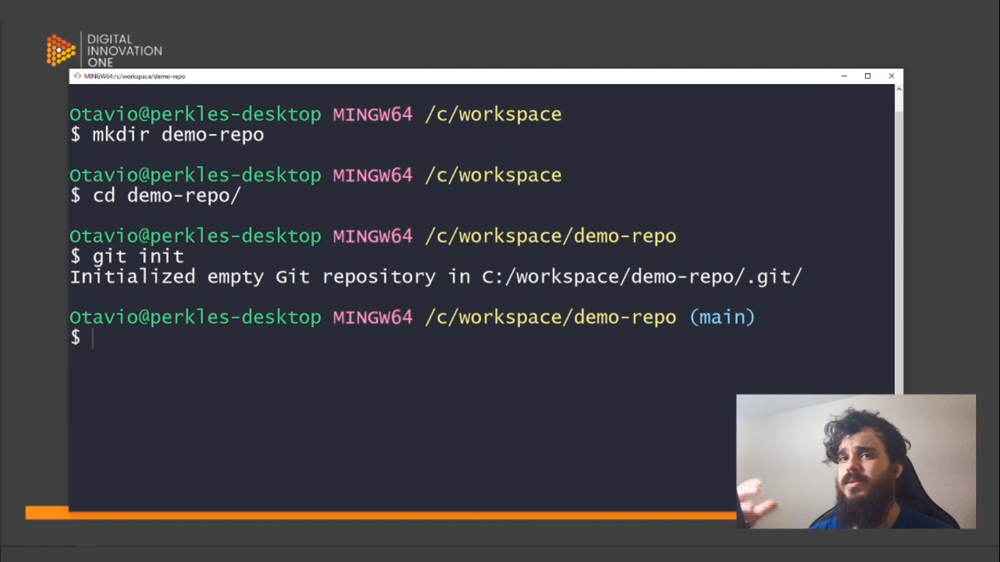 DIGITAL
INNOVATION
ONE
MINGW64:/c/workspace/demo-repo
Otavio@perkles-desktop MINGW64 /c/workspace
$ mkdir demo-repo
Otavio@perkles-desktop MINGW64 /c/workspace
$ cd demo-repo/
Otavio@perkles-desktop MINGW64 /c/workspace/demo-repo
$ git init
Initialized empty Git repository in C:/workspace/demo-repo/.git/
Otavio@perkles-desktop MINGW64 /c/workspace/demo-repo (main)
$